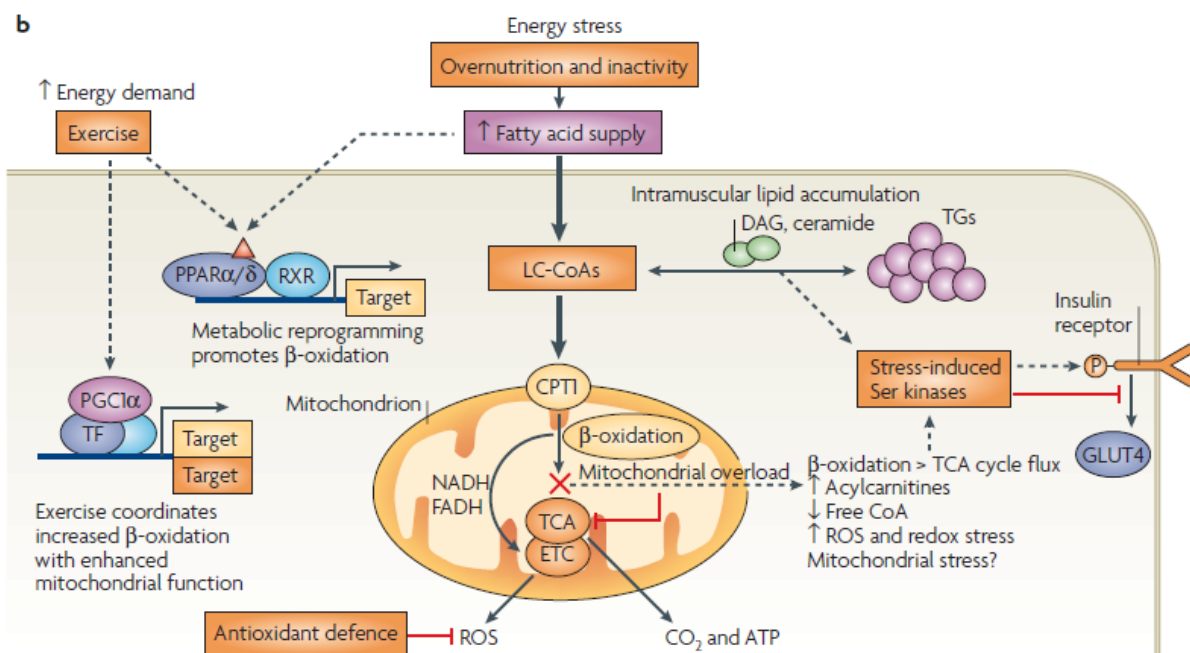 b
Energy stress
Overnutrition and inactivity
↑ Energy demand
Exercise
↑ Fatty acid supply
Intramuscular lipid accumulation
DAG, ceramide
TGs
PPARα/δ
RXR
Target
LC-CoAs
Metabolic reprogramming
promotes β-oxidation
Insulin
receptor
Stress-induced
Ser kinases
P
GLUT4
PGC1α
TF
Target
Target
Exercise coordinates
increased β-oxidation
with enhanced
mitochondrial function
Mitochondrion
CPT1
β-oxidation
Mitochondrial overload
NADH
FADH
TCA
ETC
β-oxidation > TCA cycle flux
↑ Acylcarnitines
↓ Free CoA
↑ ROS and redox stress
Mitochondrial stress?
Antioxidant defence
ROS
CO₂ and ATP